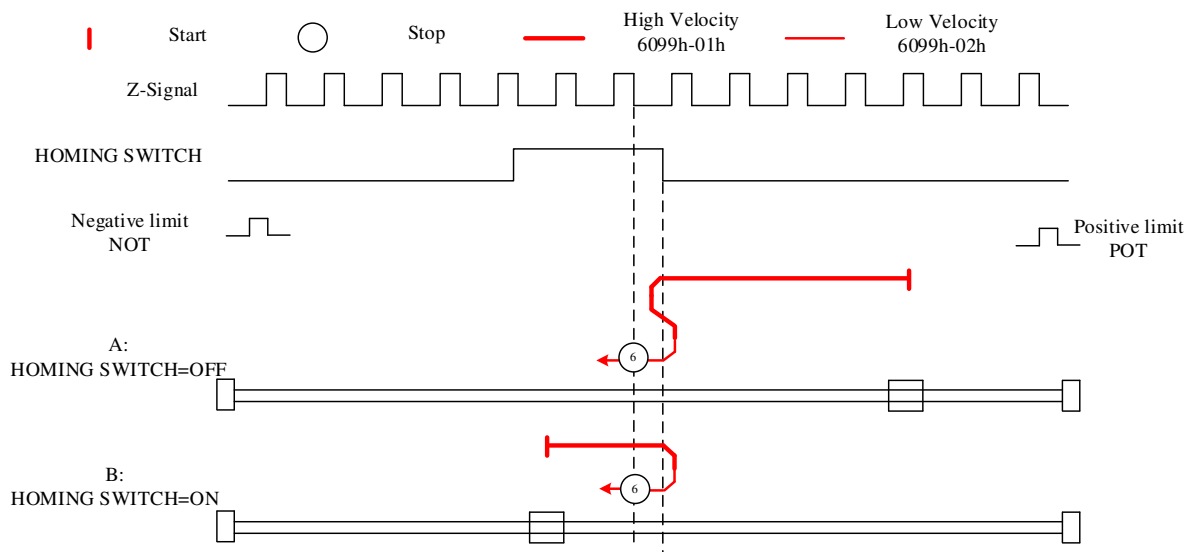 Start
Stop
High Velocity
6099h-01h
Low Velocity
6099h-02h
Z-Signal
HOMING SWITCH
Negative limit
NOT
Positive limit
POT
A:
HOMING SWITCH=OFF
6
B:
HOMING SWITCH=ON
6